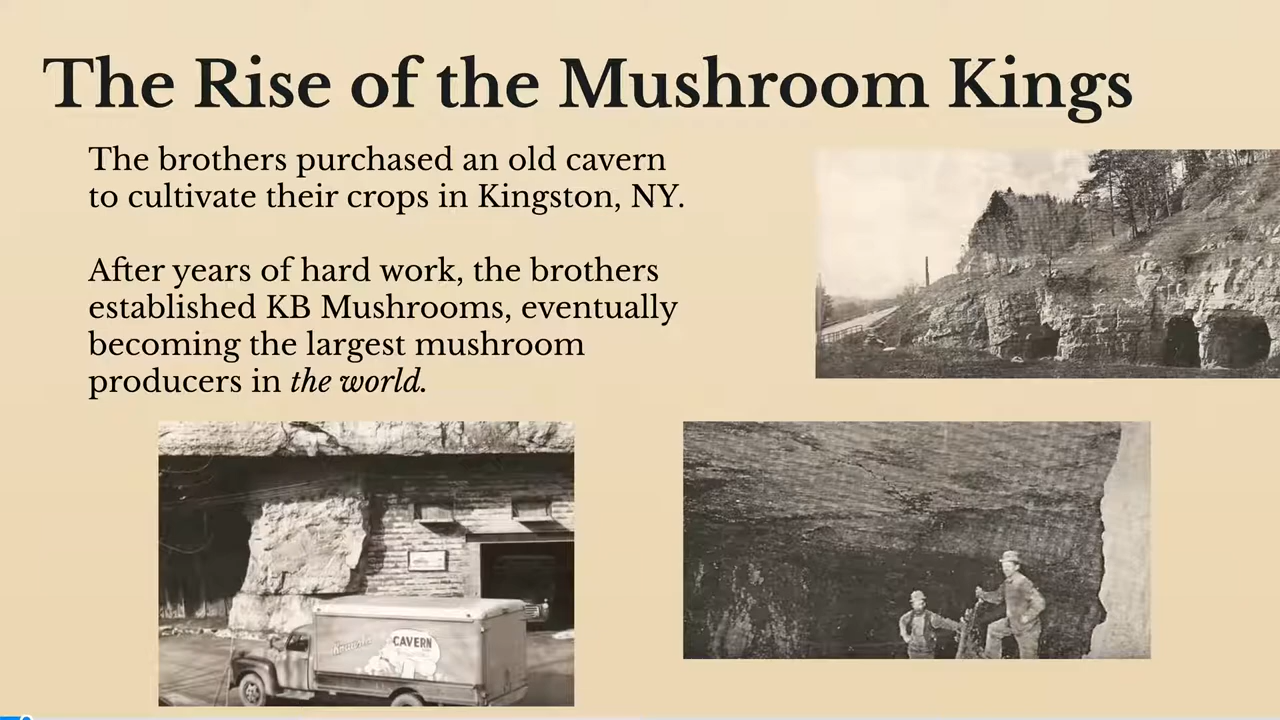 The Rise of the Mushroom Kings
The brothers purchased an old cavern
to cultivate their crops in Kingston, NY.
After years of hard work, the brothers
established KB Mushrooms, eventually
becoming the largest mushroom
producers in the world.
CAVERN